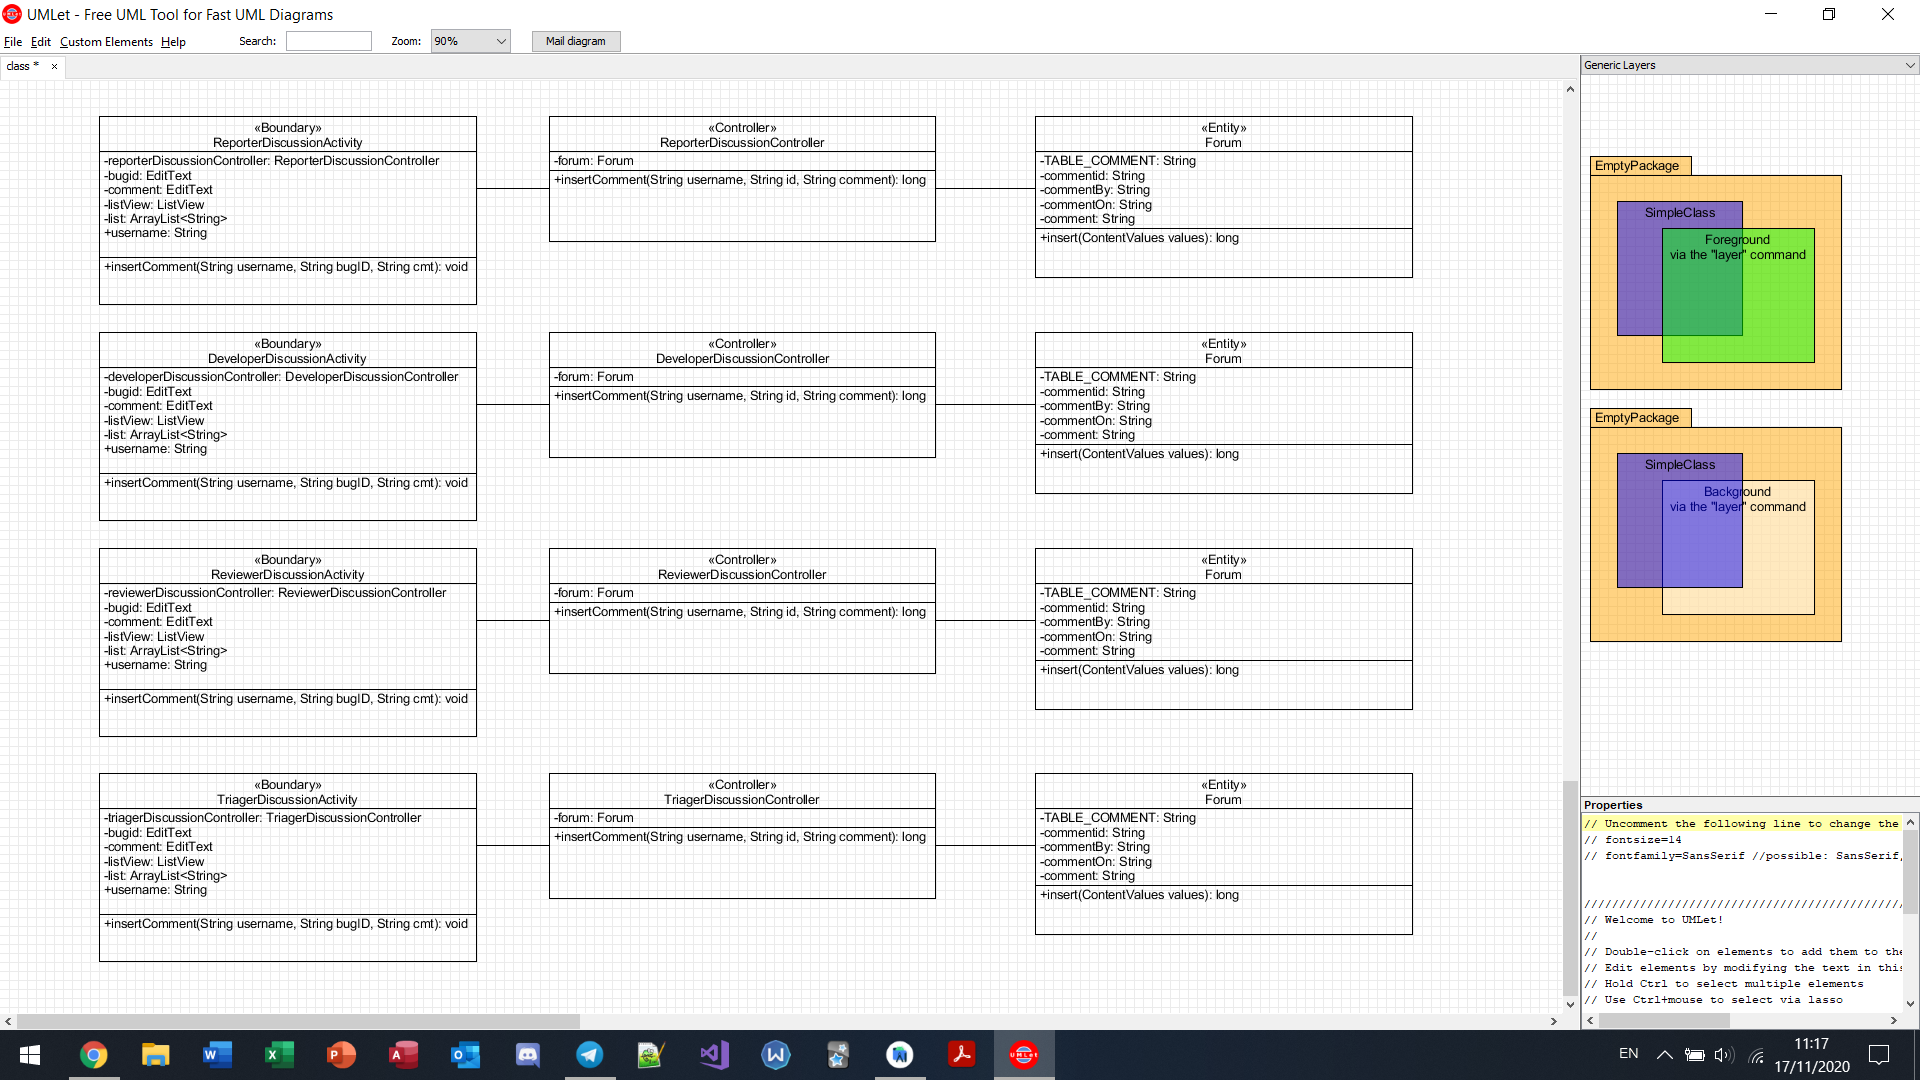 UMLet - Free UML Tool for Fast UML Diagrams
File Edit Custom Elements Help Search: Zoom: 90% Mail diagram
class *
Generic Layers
«Boundary»
ReporterDiscussionActivity
-reporterDiscussionController: ReporterDiscussionController
-bugid: EditText
-comment: EditText
-listView: ListView
-list: ArrayList<String>
+username: String
+insertComment(String username, String bugID, String cmt): void
«Controller»
ReporterDiscussionController
-forum: Forum
+insertComment(String username, String id, String comment): long
«Entity»
Forum
-TABLE_COMMENT: String
-commentid: String
-commentBy: String
-commentOn: String
-comment: String
+insert(ContentValues values): long
«Boundary»
DeveloperDiscussionActivity
-developerDiscussionController: DeveloperDiscussionController
-bugid: EditText
-comment: EditText
-listView: ListView
-list: ArrayList<String>
+username: String
+insertComment(String username, String bugID, String cmt): void
«Controller»
DeveloperDiscussionController
-forum: Forum
+insertComment(String username, String id, String comment): long
«Entity»
Forum
-TABLE_COMMENT: String
-commentid: String
-commentBy: String
-commentOn: String
-comment: String
+insert(ContentValues values): long
«Boundary»
ReviewerDiscussionActivity
-reviewerDiscussionController: ReviewerDiscussionController
-bugid: EditText
-comment: EditText
-listView: ListView
-list: ArrayList<String>
+username: String
+insertComment(String username, String bugID, String cmt): void
«Controller»
ReviewerDiscussionController
-forum: Forum
+insertComment(String username, String id, String comment): long
«Entity»
Forum
-TABLE_COMMENT: String
-commentid: String
-commentBy: String
-commentOn: String
-comment: String
+insert(ContentValues values): long
«Boundary»
TriagerDiscussionActivity
-triagerDiscussionController: TriagerDiscussionController
-bugid: EditText
-comment: EditText
-listView: ListView
-list: ArrayList<String>
+username: String
+insertComment(String username, String bugID, String cmt): void
«Controller»
TriagerDiscussionController
-forum: Forum
+insertComment(String username, String id, String comment): long
«Entity»
Forum
-TABLE_COMMENT: String
-commentid: String
-commentBy: String
-commentOn: String
-comment: String
+insert(ContentValues values): long
EmptyPackage
SimpleClass
Foreground
via the "layer" command
EmptyPackage
SimpleClass
Background
via the "layer" command
Properties
// Uncomment the following line to change the
// fontsize=14
// fontfamily=SansSerif //possible: SansSerif,
//////////////////////////////////////////////
// Welcome to UMLet!
//
// Double-click on elements to add them to the
// Edit elements by modifying the text in this
// Hold Ctrl to select multiple elements
// Use Ctrl+mouse to select via lasso
EN
11:17
17/11/2020